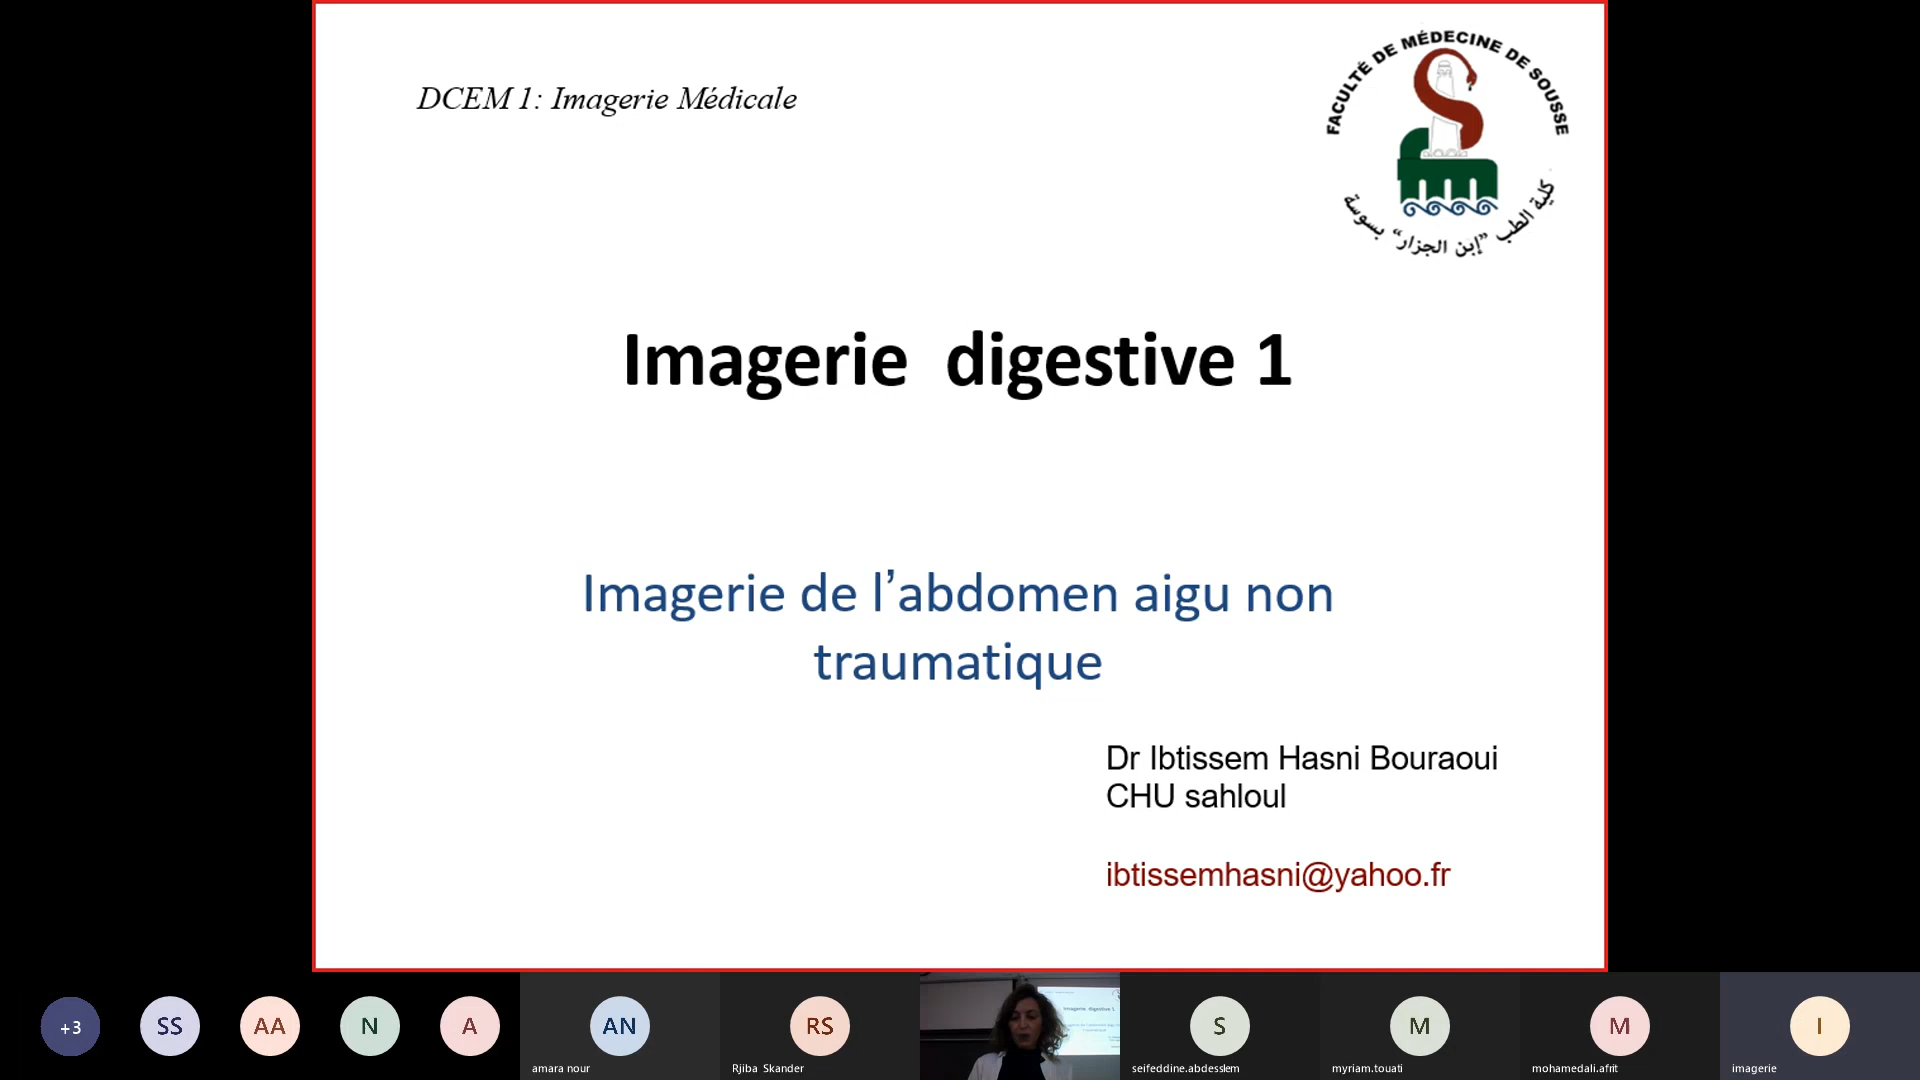 DCEM 1: Imagerie Médicale
FACULTÉ DE MÉDECINE DE SOUSSE
كلية الطب "إبن الجزار" بسوسة
Imagerie digestive 1
Imagerie de l’abdomen aigu non
traumatique
Dr Ibtissem Hasni Bouraoui
CHU sahloul
ibtissemhasni@yahoo.fr
+3
SS
AA
N
A
AN
RS
S
M
M
I
amara nour
Rjiba Skander
seifeddine.abdesslem
myriam.touati
mohamedali.afrit
imagerie